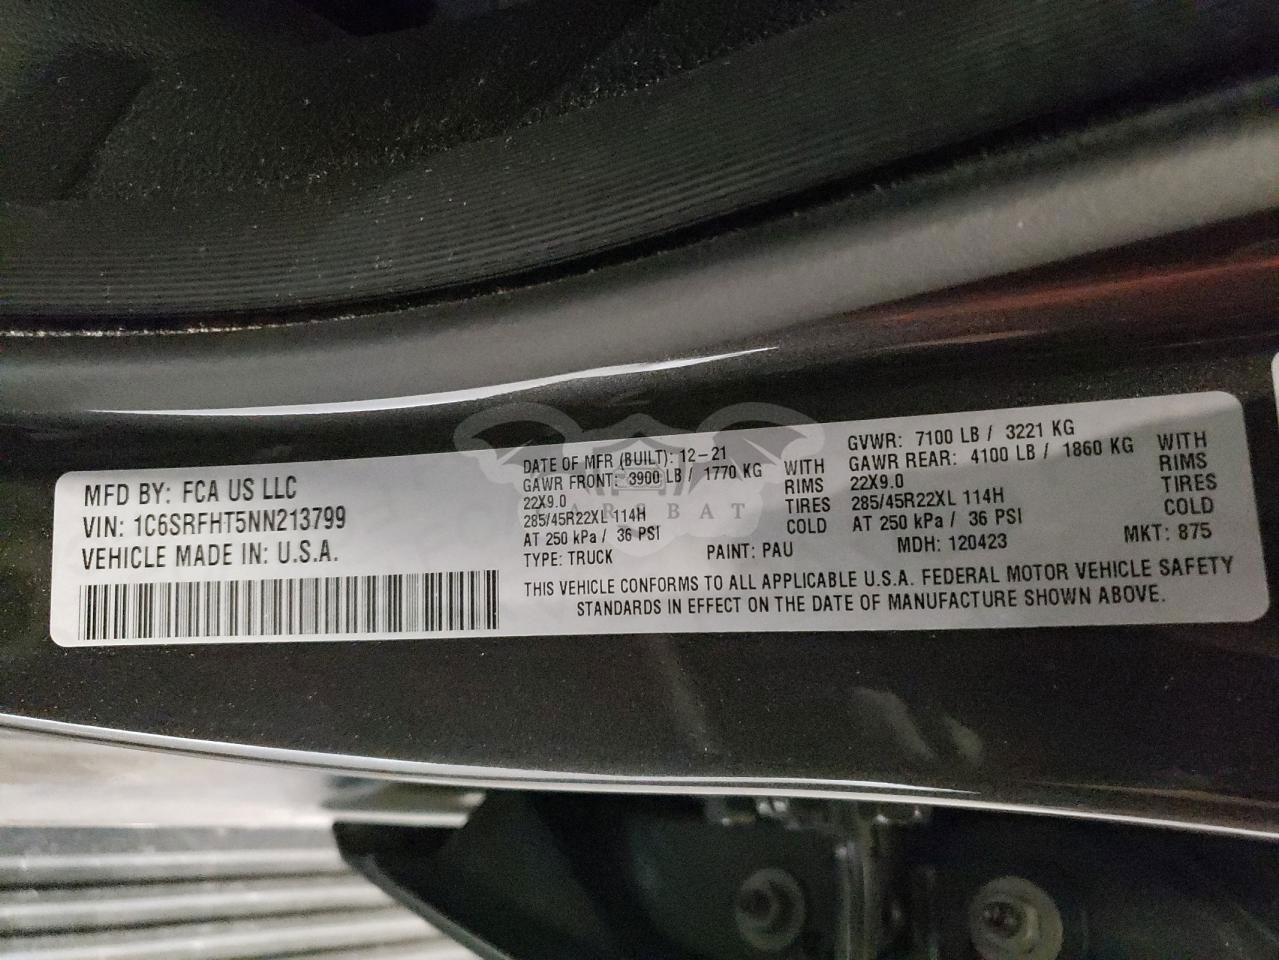 MFD BY: FCA US LLC
VIN: 1C6SRFHT5NN213799
VEHICLE MADE IN: U.S.A.
DATE OF MFR (BUILT): 12-21
GAWR FRONT: 3900 LB / 1770 KG WITH
22X9.0 RIMS
285/45R22XL 114H TIRES
AT 250 kPa / 36 PSI COLD
GVWR: 7100 LB / 3221 KG
GAWR REAR: 4100 LB / 1860 KG WITH
22X9.0 RIMS
285/45R22XL 114H TIRES
AT 250 kPa / 36 PSI COLD
TYPE: TRUCK PAINT: PAU MDH: 120423 MKT: 875
THIS VEHICLE CONFORMS TO ALL APPLICABLE U.S.A. FEDERAL MOTOR VEHICLE SAFETY
STANDARDS IN EFFECT ON THE DATE OF MANUFACTURE SHOWN ABOVE.